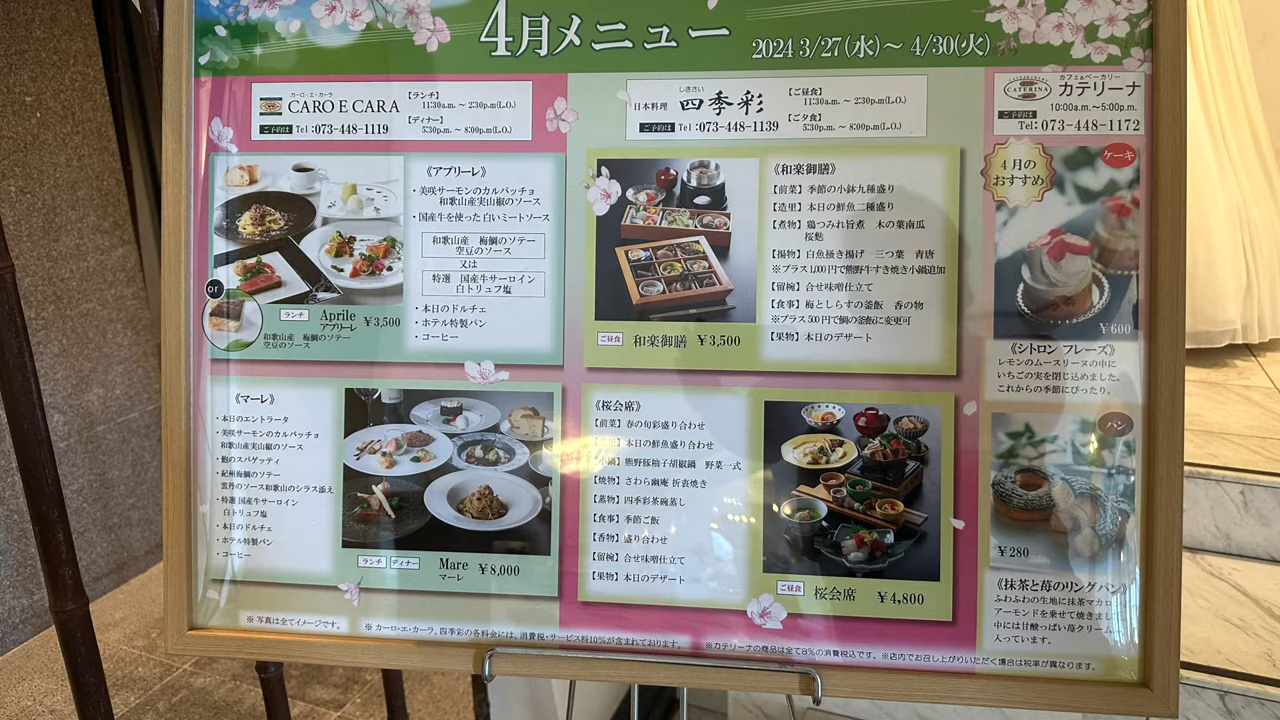 4月メニュー
2024 3/27(水)～ 4/30(火)
カーロ・エ・カーラ
CARO E CARA
ご予約は Tel:073-448-1119
【ランチ】
11:30a.m. ～ 2:30p.m(L.O.)
【ディナー】
5:30p.m. ～ 8:00p.m(L.O.)
《アプリーレ》
・美咲サーモンのカルパッチョ
和歌山産実山椒のソース
・国産牛を使った白いミートソース
和歌山産 梅鯛のソテー
空豆のソース
又は
特選 国産牛サーロイン
白トリュフ塩
・本日のドルチェ
・ホテル特製パン
・コーヒー
or
ランチ Aprile ￥3,500
アプリーレ
和歌山産 梅鯛のソテー
空豆のソース
《マーレ》
・本日のエントラータ
・美咲サーモンのカルパッチョ
和歌山産実山椒のソース
・鮑のスパゲッティ
・紀州梅鯛のソテー
雲丹のソース和歌山のシラス添え
・特選 国産牛サーロイン
白トリュフ塩
・本日のドルチェ
・ホテル特製パン
・コーヒー
ランチ ディナー Mare ￥8,000
マーレ
しきさい
日本料理 四季彩
ご予約は Tel:073-448-1139
【ご昼食】
11:30a.m. ～ 2:30p.m(L.O.)
【ご夕食】
5:30p.m. ～ 8:00p.m(L.O.)
《和楽御膳》
【前菜】季節の小鉢九種盛り
【造里】本日の鮮魚二種盛り
【煮物】鶏つみれ旨煮 木の葉南瓜
桜麩
【揚物】白魚掻き揚げ 三つ葉 青唐
※プラス1,000円で熊野牛すき焼き小鍋追加
【留椀】合せ味噌仕立て
【食事】梅としらすの釜飯 香の物
※プラス500円で鯛の釜飯に変更可
【果物】本日のデザート
ご昼食 和楽御膳 ￥3,500
《桜会席》
【前菜】春の旬彩盛り合わせ
本日の鮮魚盛り合わせ
熊野豚柚子胡椒鍋 野菜一式
【焼物】さわら幽庵 折衷焼き
【蒸物】四季彩茶碗蒸し
【食事】季節ご飯
【香物】盛り合わせ
【留椀】合せ味噌仕立て
【果物】本日のデザート
ご昼食 桜会席 ￥4,800
カフェ&ベーカリー
CATERINA カテリーナ
10:00a.m.～5:00p.m.
ご予約は
Tel: 073-448-1172
4月の
おすすめ
ケーキ
￥600
《シトロン フレーズ》
レモンのムースリーヌの中に
いちごの実を閉じ込めました。
これからの季節にぴったり。
パン
￥280
《抹茶と苺のリングパン》
ふわふわの生地に抹茶マカロ
アーモンドを乗せて焼きまし
中には甘酸っぱい苺クリーム
入っています。
※ 写真は全てイメージです。
※ カーロ・エ・カーラ、四季彩の各料金には、消費税・サービス料10％が含まれております。
※カテリーナの商品は全て8％の消費税込です。※店内でお召し上がりいただく場合は税率が異なります。